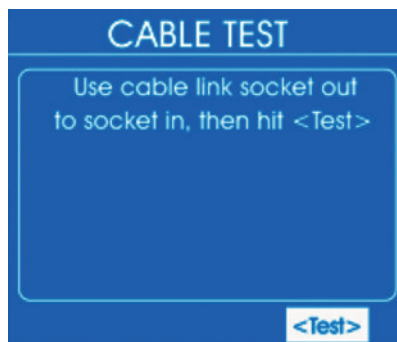 CABLE TEST
Use cable link socket out
to socket in, then hit <Test>
<Test>